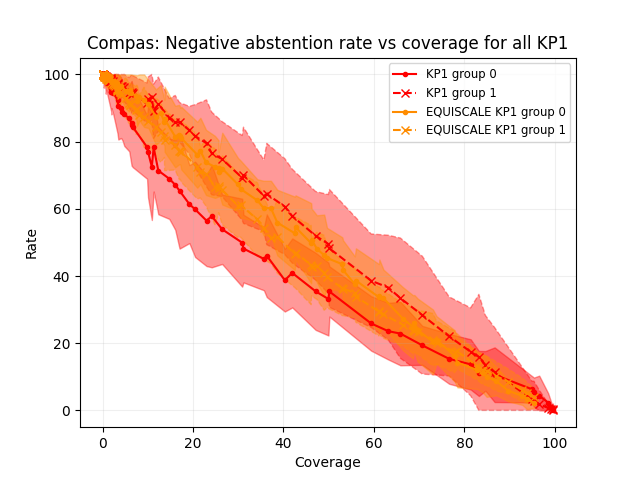 Compas: Negative abstention rate vs coverage for all KP1
KP1 group 0
KP1 group 1
EQUISCALE KP1 group 0
EQUISCALE KP1 group 1
100
80
60
40
20
0
Rate
0 20 40 60 80 100
Coverage